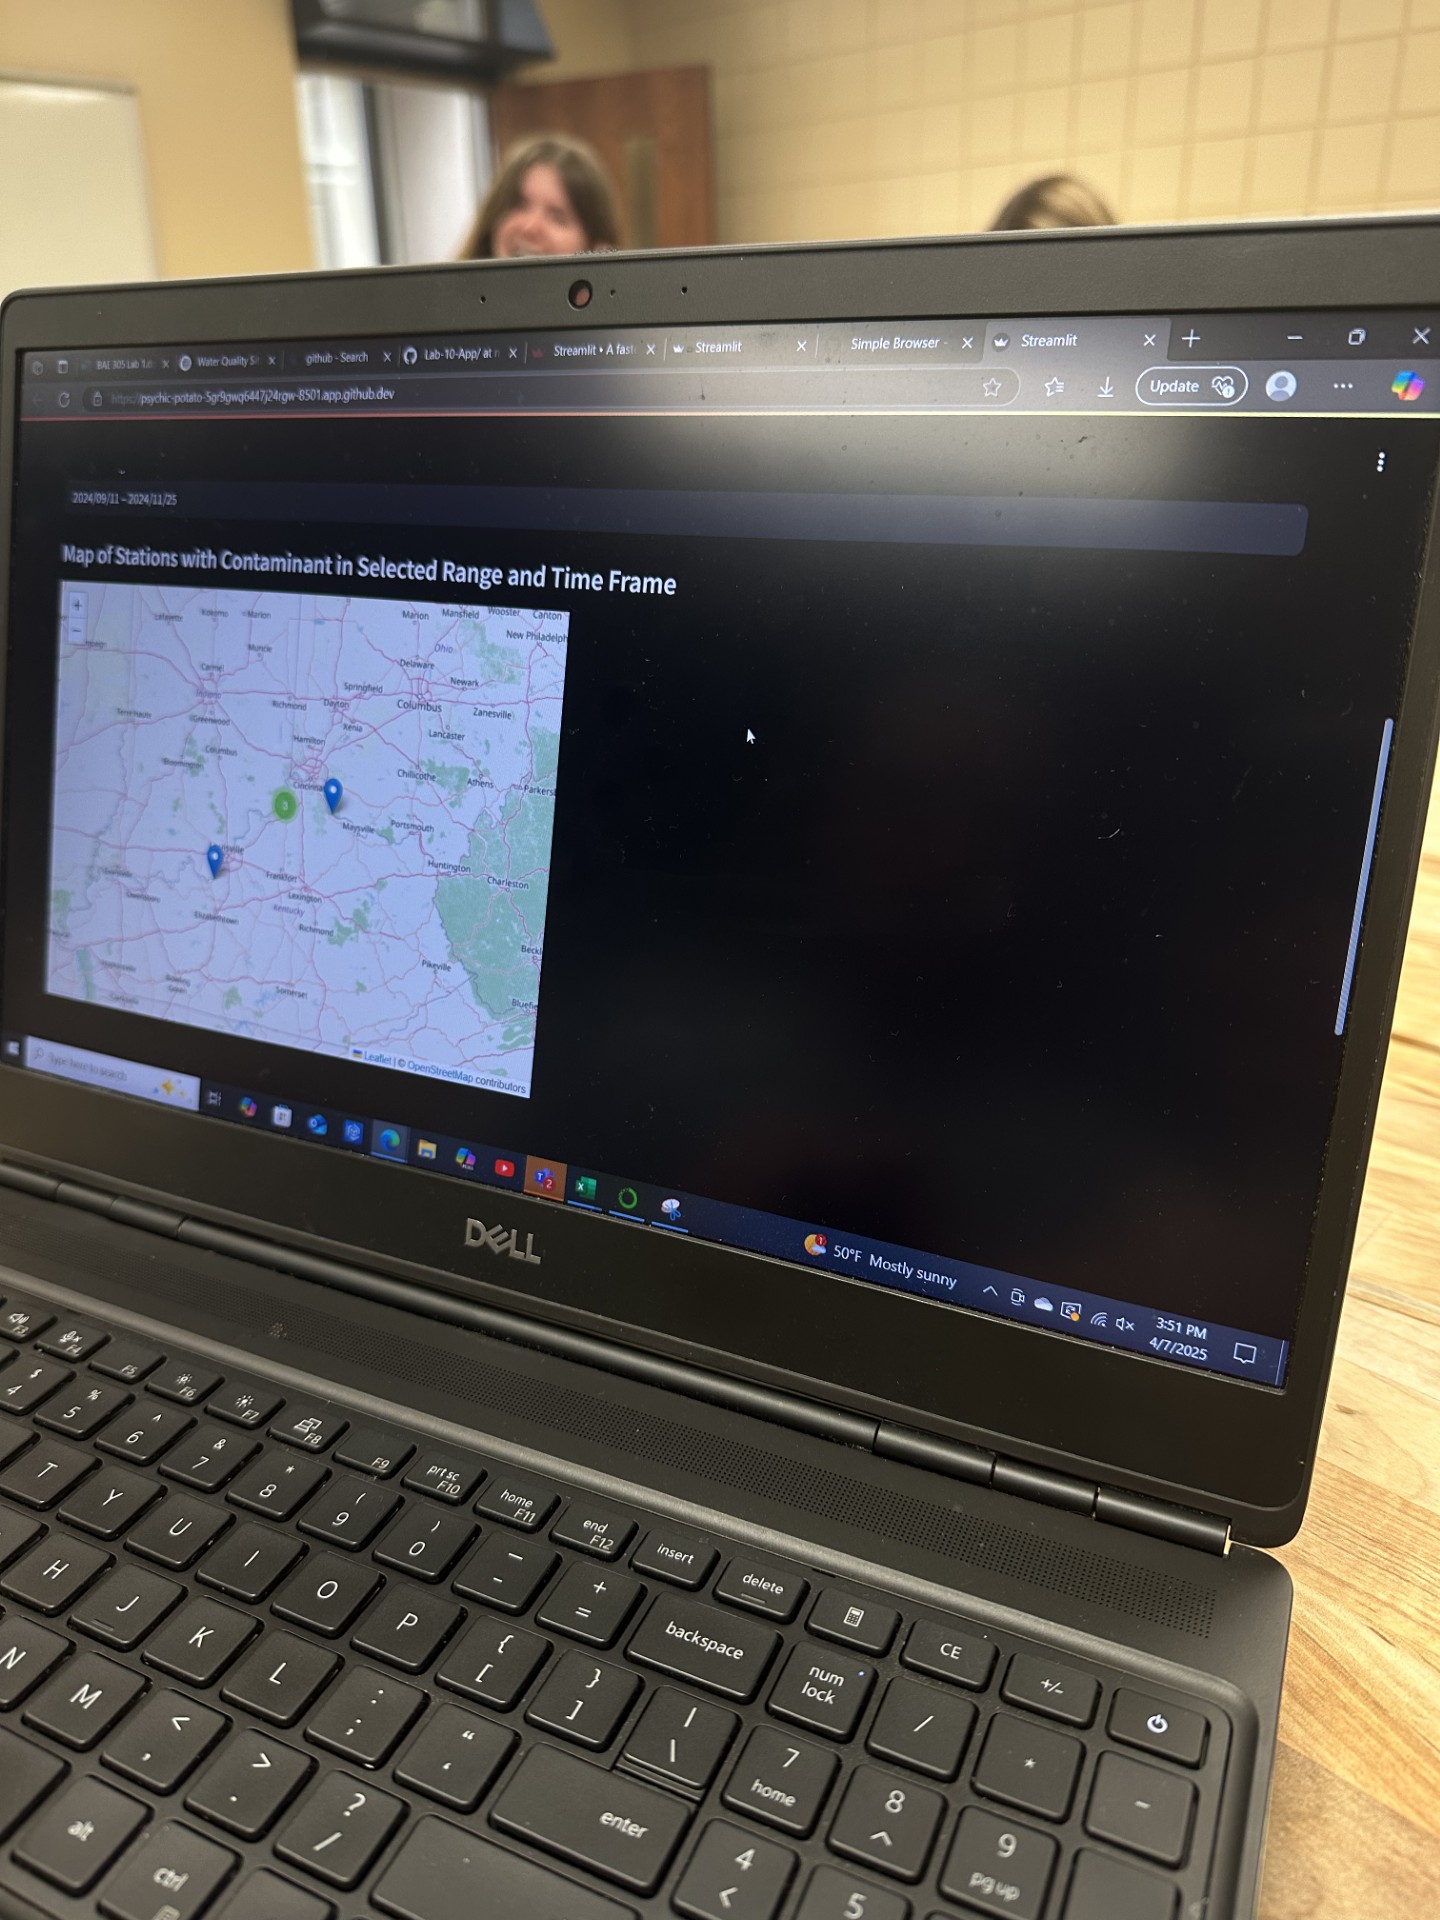 BAE 305 Lab
Water Quality S
github - Search
Lab-10-App/ at
Streamlit • A fast
Streamlit
Simple Browser -
Streamlit
https://psychic-potato-5gr9gwq6447j24rgw-8501.app.github.dev
Update
2024/09/11 – 2024/11/25
Map of Stations with Contaminant in Selected Range and Time Frame
+
−
Lafayette
Kokomo
Marion
Marion
Mansfield
Wooster
Canton
New Philadelph
Muncie
Ohio
Carmel
Delaware
Springfield
Newark
Richmond
Dayton
Columbus
Zanesville
Terre Haute
Greenwood
Xenia
Lancaster
Columbus
Hamilton
Bloomington
Chillicothe
Athens
Parkers
Cincinna
3
Maysville
Portsmouth
Huntington
Charleston
Frankfort
Lexington
Kentucky
Elizabethtown
Richmond
Beckl
Pikeville
Bowling
Green
Somerset
Bluefie
Leaflet | © OpenStreetMap contributors
Type here to search
2
1
50°F Mostly sunny
3:51 PM
4/7/2025
DELL
F3
F4
F5
F6
F7
F8
F9
prt sc
F10
home
F11
end
F12
insert
delete
CE
+/-
$
4
%
5
^
6
&
7
*
8
(
9
)
0
–
-
+
=
backspace
num
lock
/
*
-
T
Y
U
I
O
P
{
[
}
]
|
\
7
home
8
9
pg up
H
J
K
L
:
;
“
‘
enter
4
5
N
M
<
,
>
.
?
/
alt
ctrl